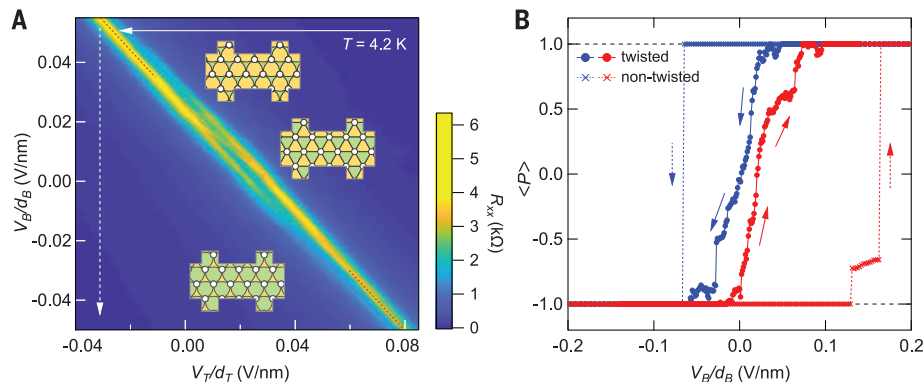 A
T = 4.2 K
0.04
0.02
0.00
-0.02
-0.04
V_B/d_B (V/nm)
-0.04
0.00
0.04
0.08
V_T/d_T (V/nm)
6
5
4
3
2
1
0
R_xx (kΩ)
B
twisted
non-twisted
1.0
0.5
0.0
-0.5
-1.0
<P>
-0.2
-0.1
0.0
0.1
0.2
V_B/d_B (V/nm)